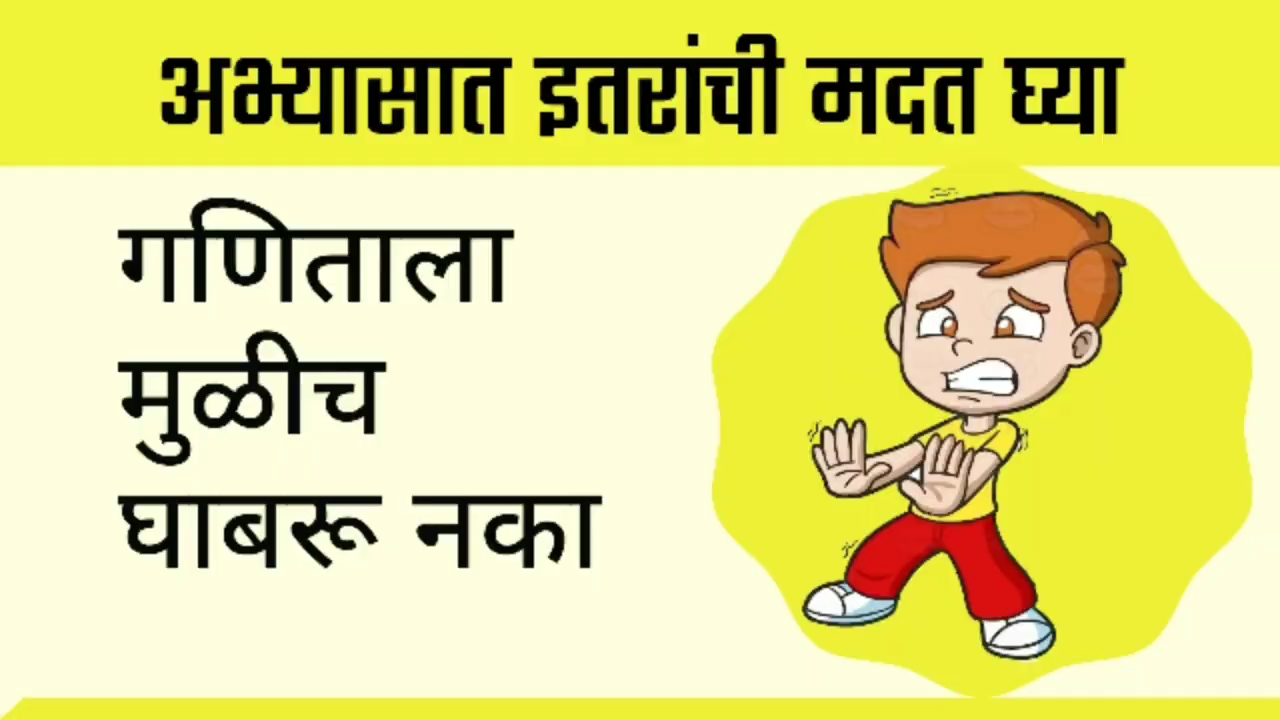 अभ्यासात इतरांची मदत घ्या
गणिताला
मुळीच
घाबरू नका